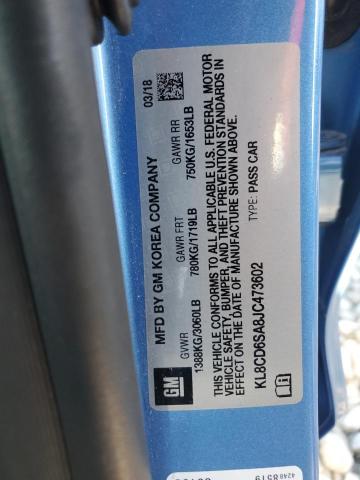 MFD BY GM KOREA COMPANY
03/18
GVWR
GAWR FRT
GAWR RR
1388KG/3060LB
780KG/1719LB
750KG/1653LB
THIS VEHICLE CONFORMS TO ALL APPLICABLE U.S. FEDERAL MOTOR
VEHICLE SAFETY, BUMPER, AND THEFT PREVENTION STANDARDS IN
EFFECT ON THE DATE OF MANUFACTURE SHOWN ABOVE.
KL8CD6SA8JC473602
TYPE: PASS CAR
GM
42488519